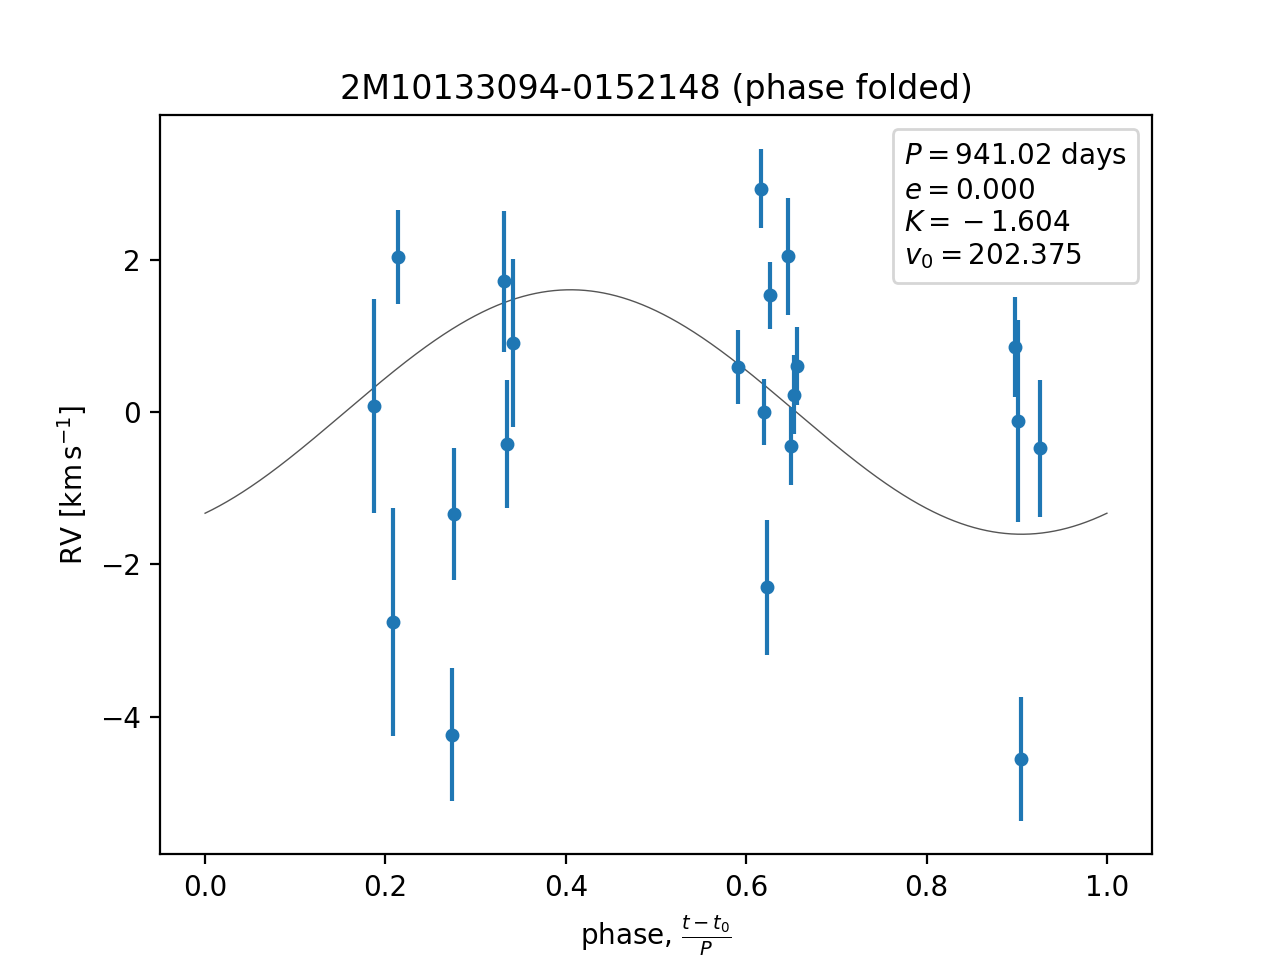 2M10133094-0152148 (phase folded)
P = 941.02 days
e = 0.000
K = −1.604
v₀ = 202.375
RV [km s⁻¹]
2
0
−2
−4
0.0 0.2 0.4 0.6 0.8 1.0
phase, (t − t₀)/P